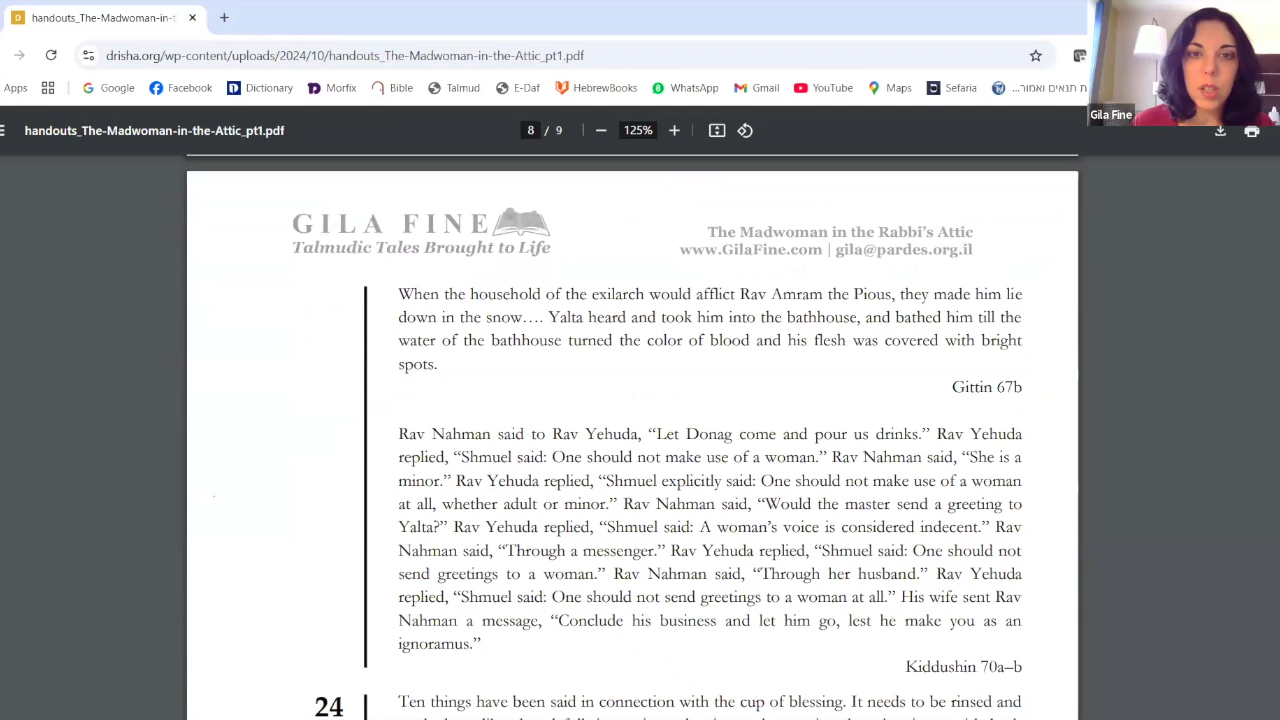 handouts_The-Madwoman-in-t
drisha.org/wp-content/uploads/2024/10/handouts_The-Madwoman-in-the-Attic_pt1.pdf
Apps Google Facebook Dictionary Morfix Bible Talmud E-Daf HebrewBooks WhatsApp Gmail YouTube Maps Sefaria ת תנאים ואמור...
Gila Fine
handouts_The-Madwoman-in-the-Attic_pt1.pdf 8 / 9 125%
GILA FINE
Talmudic Tales Brought to Life
The Madwoman in the Rabbi's Attic
www.GilaFine.com | gila@pardes.org.il
When the household of the exilarch would afflict Rav Amram the Pious, they made him lie
down in the snow…. Yalta heard and took him into the bathhouse, and bathed him till the
water of the bathhouse turned the color of blood and his flesh was covered with bright
spots.
Gittin 67b
Rav Nahman said to Rav Yehuda, “Let Donag come and pour us drinks.” Rav Yehuda
replied, “Shmuel said: One should not make use of a woman.” Rav Nahman said, “She is a
minor.” Rav Yehuda replied, “Shmuel explicitly said: One should not make use of a woman
at all, whether adult or minor.” Rav Nahman said, “Would the master send a greeting to
Yalta?” Rav Yehuda replied, “Shmuel said: A woman’s voice is considered indecent.” Rav
Nahman said, “Through a messenger.” Rav Yehuda replied, “Shmuel said: One should not
send greetings to a woman.” Rav Nahman said, “Through her husband.” Rav Yehuda
replied, “Shmuel said: One should not send greetings to a woman at all.” His wife sent Rav
Nahman a message, “Conclude his business and let him go, lest he make you as an
ignoramus.”
Kiddushin 70a–b
24 Ten things have been said in connection with the cup of blessing. It needs to be rinsed and